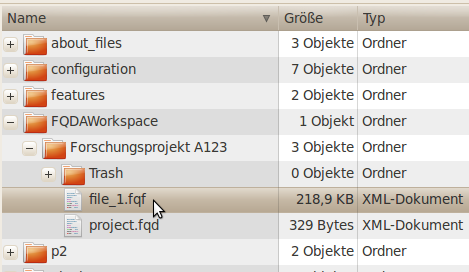 Name Größe Typ
about_files 3 Objekte Ordner
configuration 7 Objekte Ordner
features 2 Objekte Ordner
FQDAWorkspace 1 Objekt Ordner
Forschungsprojekt A123 3 Objekte Ordner
Trash 0 Objekte Ordner
file_1.fqf 218,9 KB XML-Dokument
project.fqd 329 Bytes XML-Dokument
p2 2 Objekte Ordner